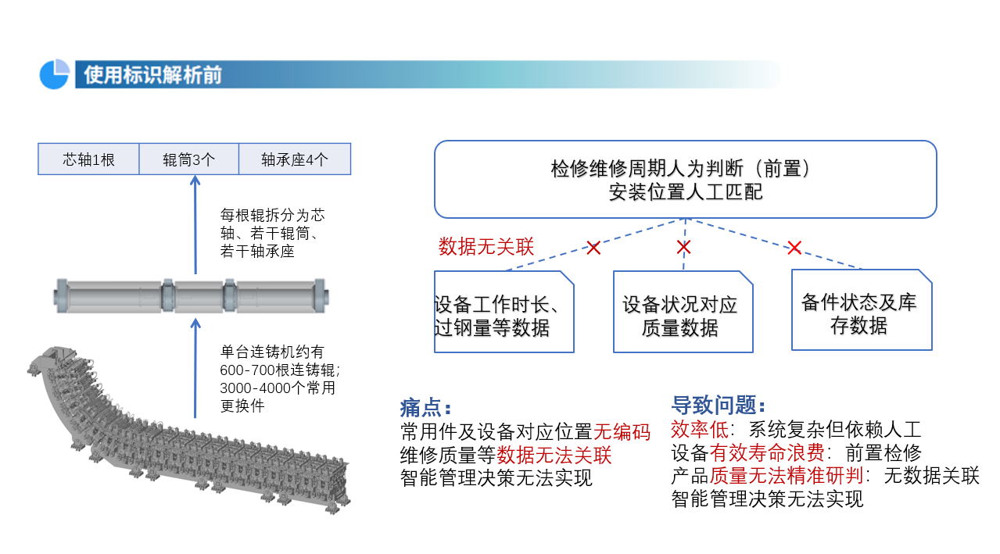 使用标识解析前
芯轴1根
辊筒3个
轴承座4个
每根辊拆分为芯
轴、若干辊筒、
若干轴承座
单台连铸机约有
600-700根连铸辊；
3000-4000个常用
更换件
检修维修周期人为判断（前置）
安装位置人工匹配
数据无关联
设备工作时长、
过钢量等数据
设备状况对应
质量数据
备件状态及库
存数据
痛点：
常用件及设备对应位置无编码
维修质量等数据无法关联
智能管理决策无法实现
导致问题：
效率低：系统复杂但依赖人工
设备有效寿命浪费：前置检修
产品质量无法精准研判：无数据关联
智能管理决策无法实现